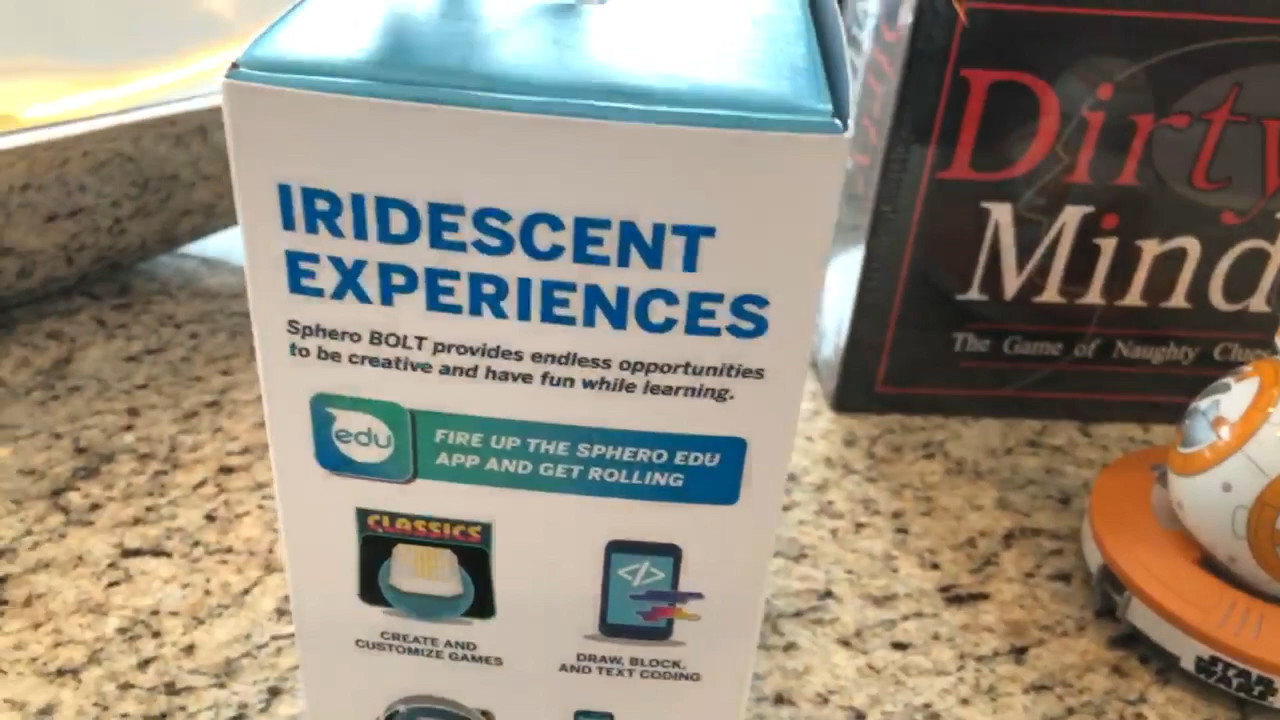 IRIDESCENT
EXPERIENCES
Sphero BOLT provides endless opportunities
to be creative and have fun while learning.
edu
FIRE UP THE SPHERO EDU
APP AND GET ROLLING
CLASSICS
</>
CREATE AND
CUSTOMIZE GAMES
DRAW, BLOCK,
AND TEXT CODING
Dirty
Mind
The Game of Naughty
STAR
WARS